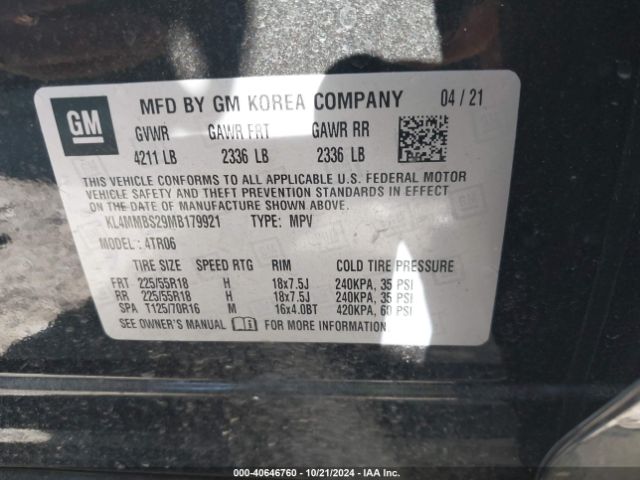 GM
MFD BY GM KOREA COMPANY 04 / 21
GVWR GAWR FRT GAWR RR
4211 LB 2336 LB 2336 LB
THIS VEHICLE CONFORMS TO ALL APPLICABLE U.S. FEDERAL MOTOR
VEHICLE SAFETY AND THEFT PREVENTION STANDARDS IN EFFECT
ON THE DATE OF MANUFACTURE SHOWN ABOVE.
KL4MMBS29MB179921 TYPE: MPV
MODEL: 4TR06
TIRE SIZE SPEED RTG RIM COLD TIRE PRESSURE
FRT 225/55R18 H 18x7.5J 240KPA, 35 PSI
RR 225/55R18 H 18x7.5J 240KPA, 35 PSI
SPA T125/70R16 M 16x4.0BT 420KPA, 60 PSI
SEE OWNER'S MANUAL FOR MORE INFORMATION.
000-40646760 - 10/21/2024 - IAA Inc.